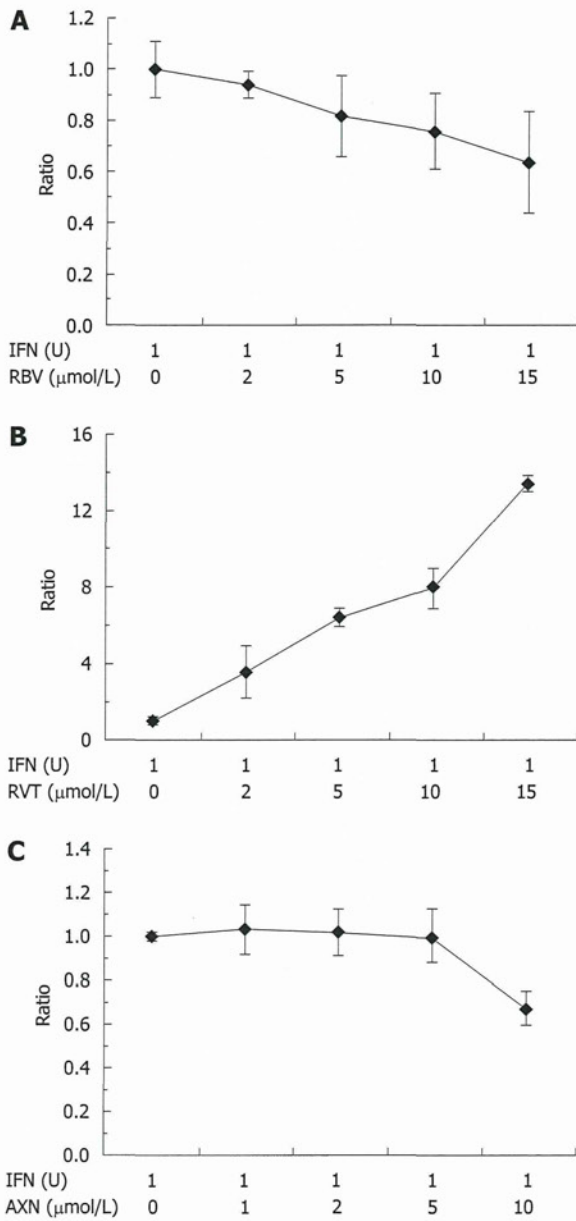 A
1.2
1.0
0.8
0.6
0.4
0.2
0.0
Ratio
IFN (U) 1 1 1 1 1
RBV (μmol/L) 0 2 5 10 15
B
16
12
8
4
0
Ratio
IFN (U) 1 1 1 1 1
RVT (μmol/L) 0 2 5 10 15
C
1.4
1.2
1.0
0.8
0.6
0.4
0.2
0.0
Ratio
IFN (U) 1 1 1 1 1
AXN (μmol/L) 0 1 2 5 10